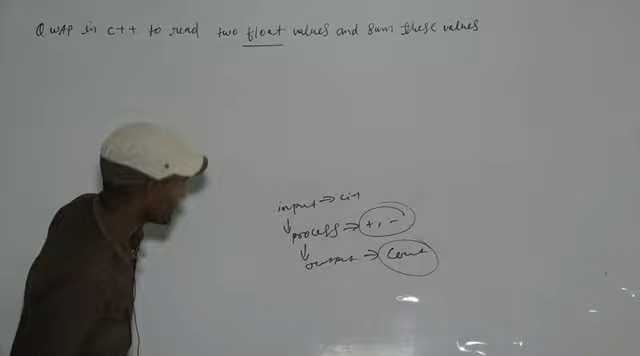 Q WAP in C++ to read two float values and sum these values
input ⇒ cin
↓ process ⇒ +, -
↓ output → Cout